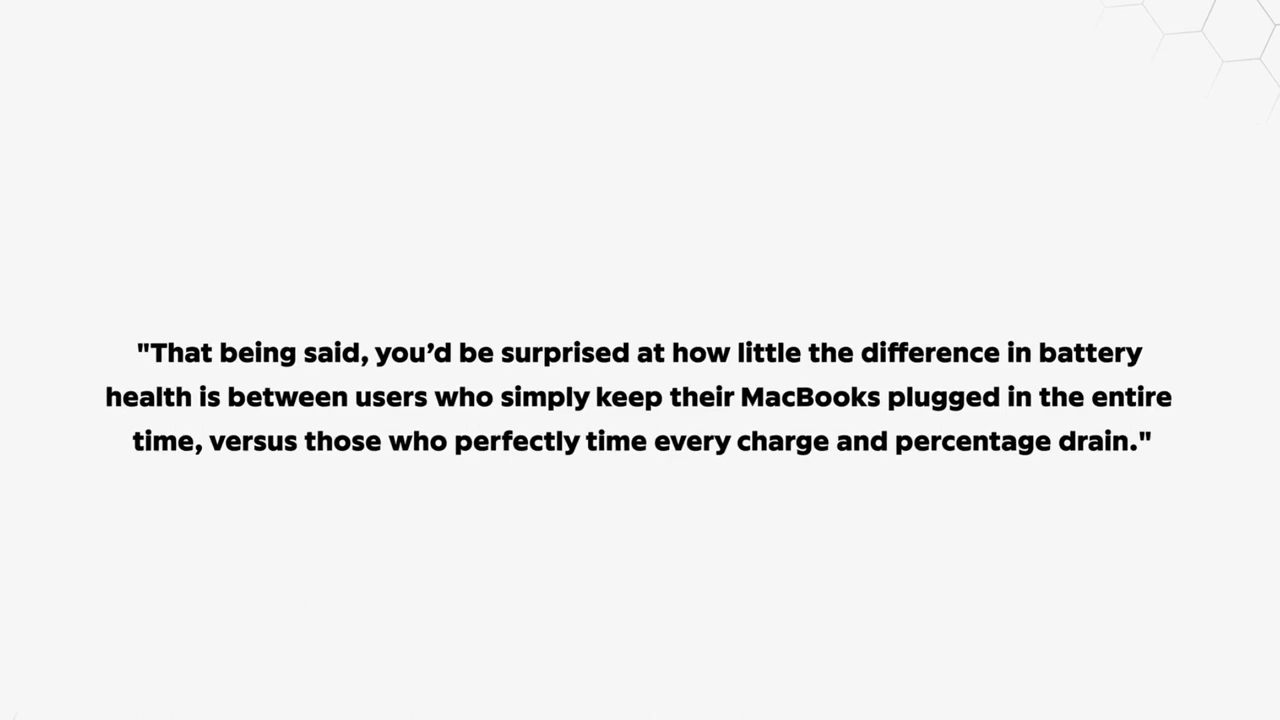 "That being said, you’d be surprised at how little the difference in battery
health is between users who simply keep their MacBooks plugged in the entire
time, versus those who perfectly time every charge and percentage drain."